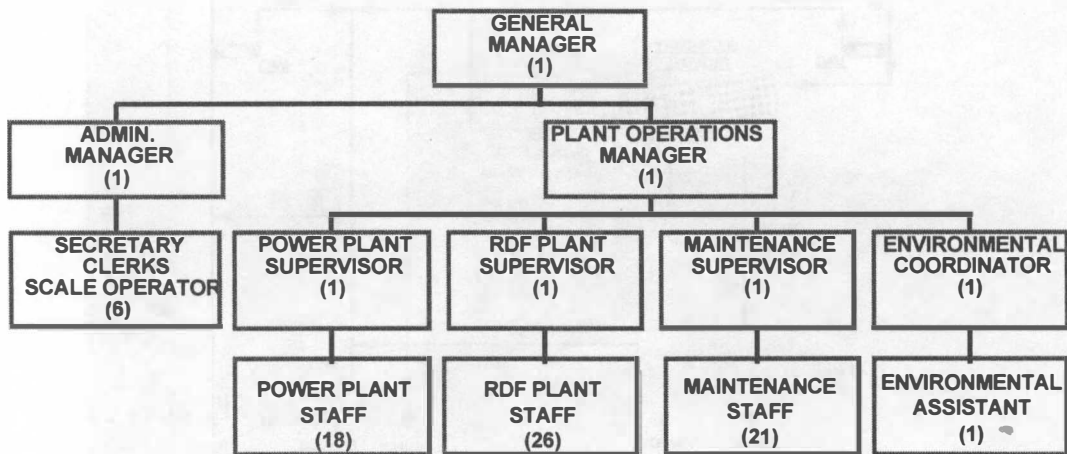 GENERAL
MANAGER
(1)
ADMIN.
MANAGER
(1)
PLANT OPERATIONS
MANAGER
(1)
SECRETARY
CLERKS
SCALE OPERATOR
(6)
POWER PLANT
SUPERVISOR
(1)
RDF PLANT
SUPERVISOR
(1)
MAINTENANCE
SUPERVISOR
(1)
ENVIRONMENTAL
COORDINATOR
(1)
POWER PLANT
STAFF
(18)
RDF PLANT
STAFF
(26)
MAINTENANCE
STAFF
(21)
ENVIRONMENTAL
ASSISTANT
(1)